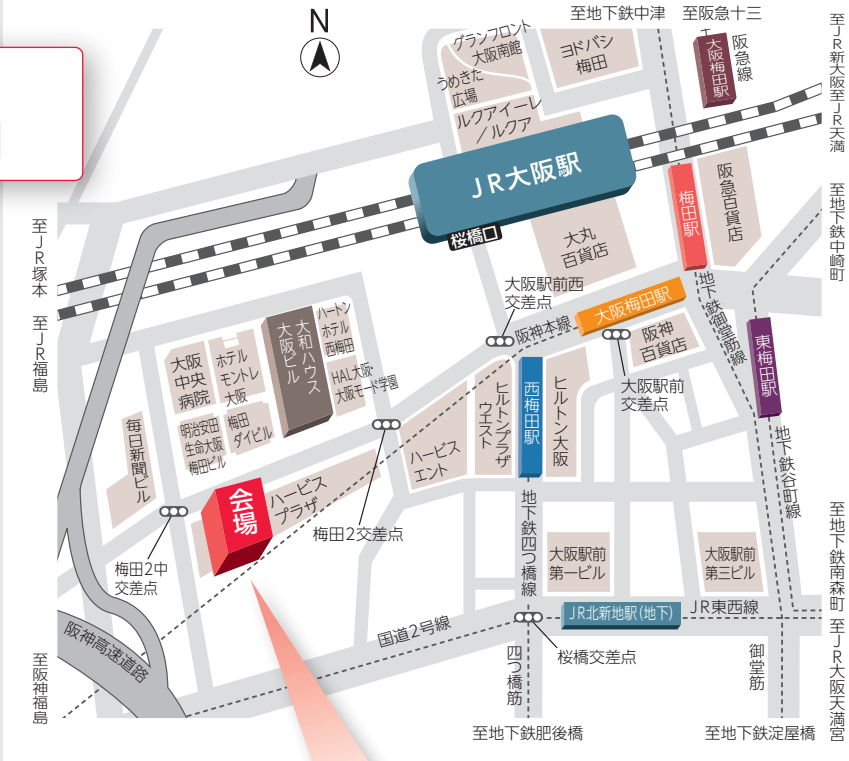 N
至地下鉄中津
至阪急十三
至JR新大阪
至JR天満
グランフロント
大阪南館
ヨドバシ
梅田
大阪梅田駅
阪急線
うめきた
広場
ルクアイーレ
/ルクア
JR大阪駅
桜橋口
梅田駅
阪急百貨店
至地下鉄中崎町
至JR塚本
至JR福島
大丸
百貨店
大阪駅前西
交差点
阪神本線
大阪梅田駅
地下鉄御堂筋線
阪神
百貨店
東梅田駅
大阪駅前
交差点
ハートン
ホテル
西梅田
大和ハウス
大阪ビル
HAL大阪・
大阪モード学園
大阪
中央
病院
ホテル
モントレ
大阪
明治安田
生命大阪
梅田ビル
梅田
ダイビル
毎日新聞ビル
ハービス
エント
ヒルトンプラザ
ウエスト
西梅田駅
ヒルトン大阪
地下鉄谷町線
会場
ハービス
プラザ
梅田2交差点
梅田2中
交差点
地下鉄四つ橋線
大阪駅前
第一ビル
大阪駅前
第三ビル
至地下鉄南森町
至JR大阪天満宮
JR北新地駅(地下)
JR東西線
国道2号線
桜橋交差点
阪神高速道路
至阪神福島
四つ橋筋
御堂筋
至地下鉄肥後橋
至地下鉄淀屋橋